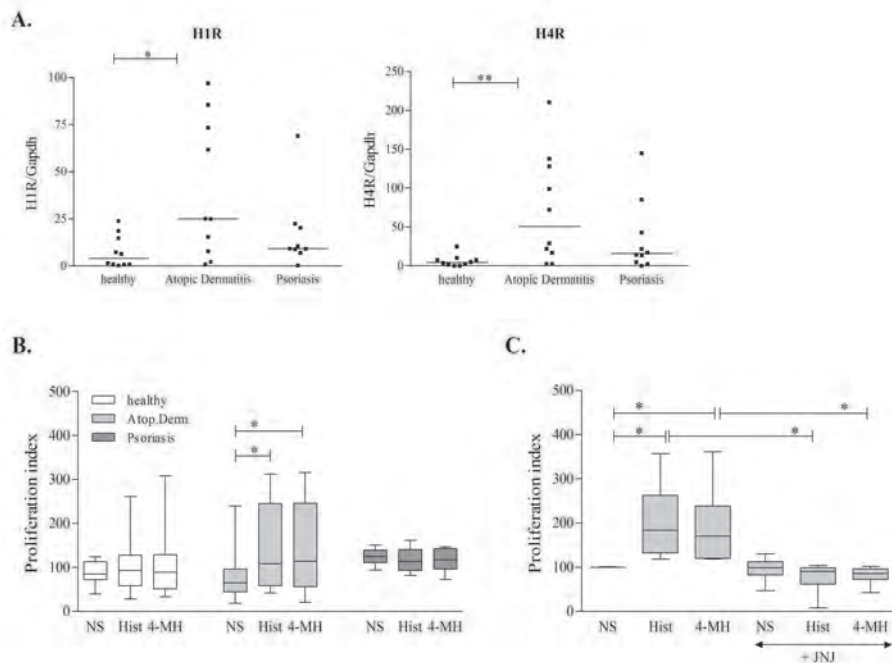 A.
H1R
*
100
75
50
25
0
H1R/Gapdh
healthy
Atopic Dermatitis
Psoriasis
H4R
**
250
200
150
100
50
0
H4R/Gapdh
healthy
Atopic Dermatitis
Psoriasis
B.
500
400
300
200
100
0
Proliferation index
healthy
Atop.Derm.
Psoriasis
*
*
NS Hist 4-MH
NS Hist 4-MH
NS Hist 4-MH
C.
500
400
300
200
100
0
Proliferation index
* *
* *
NS Hist 4-MH NS Hist 4-MH
+ JNJ